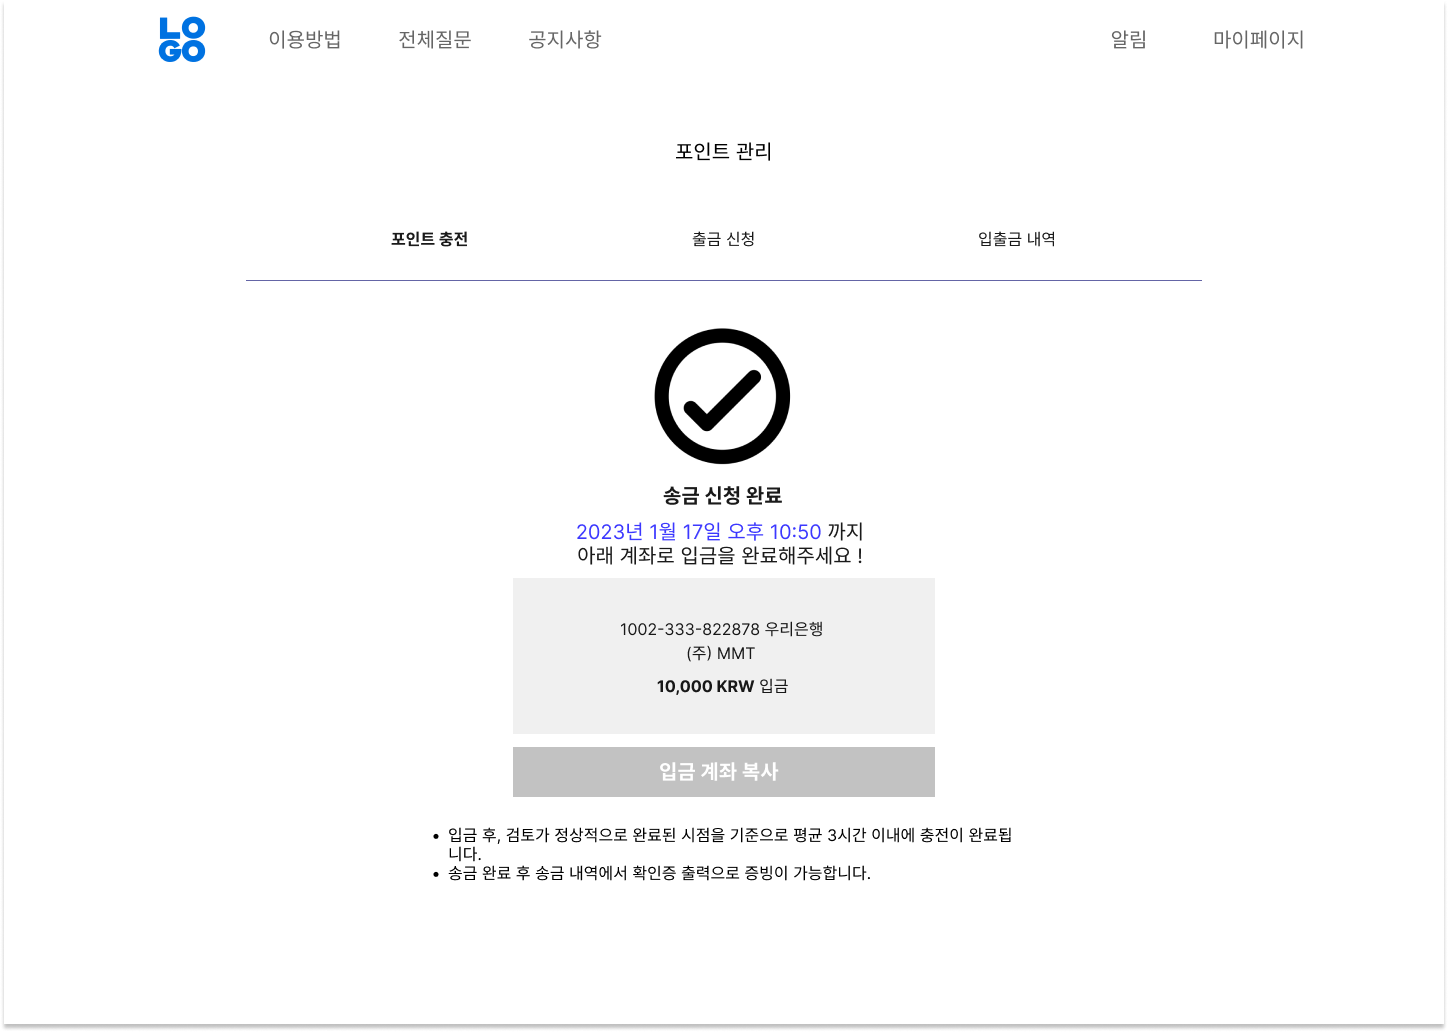 LO
GO
이용방법 전체질문 공지사항 알림 마이페이지
포인트 관리
포인트 충전 출금 신청 입출금 내역
송금 신청 완료
2023년 1월 17일 오후 10:50 까지
아래 계좌로 입금을 완료해주세요 !
1002-333-822878 우리은행
(주) MMT
10,000 KRW 입금
입금 계좌 복사
• 입금 후, 검토가 정상적으로 완료된 시점을 기준으로 평균 3시간 이내에 충전이 완료됩
니다.
• 송금 완료 후 송금 내역에서 확인증 출력으로 증빙이 가능합니다.